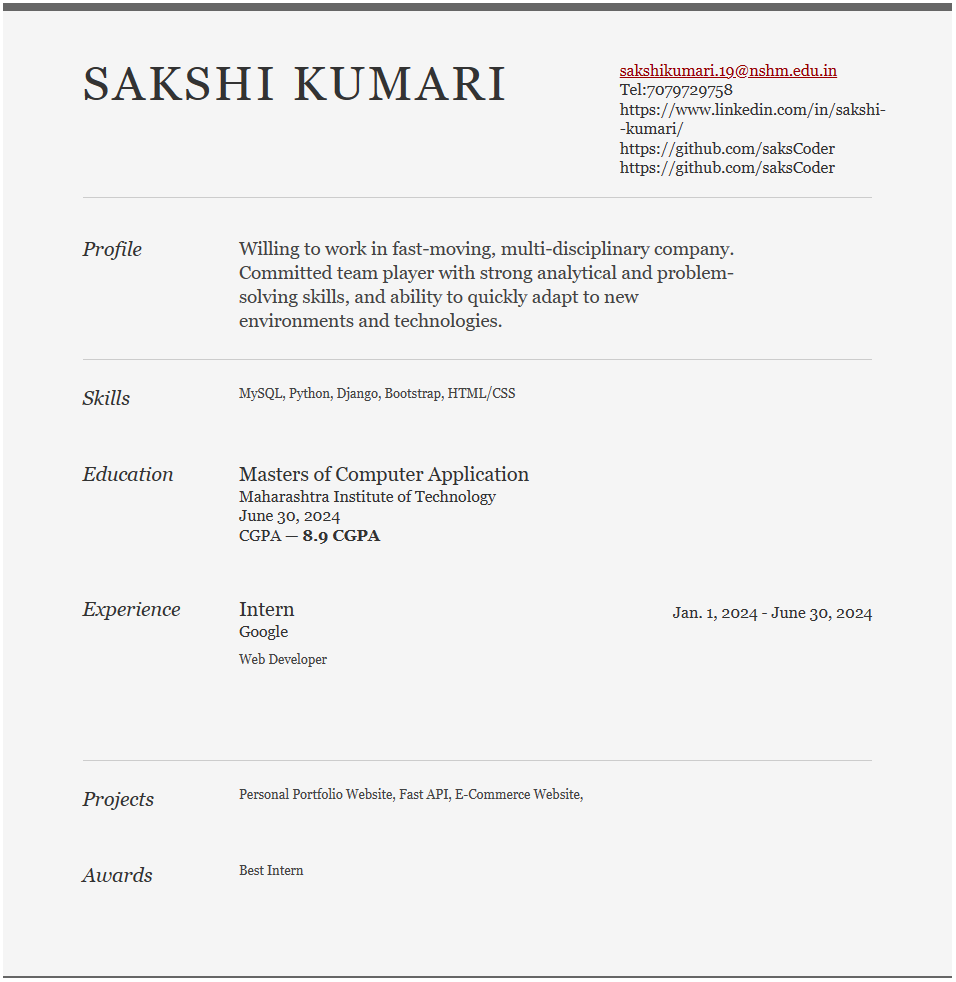 SAKSHI KUMARI
sakshikumari.19@nshm.edu.in
Tel:7079729758
https://www.linkedin.com/in/sakshi-
-kumari/
https://github.com/saksCoder
https://github.com/saksCoder
Profile
Willing to work in fast-moving, multi-disciplinary company.
Committed team player with strong analytical and problem-
solving skills, and ability to quickly adapt to new
environments and technologies.
Skills
MySQL, Python, Django, Bootstrap, HTML/CSS
Education
Masters of Computer Application
Maharashtra Institute of Technology
June 30, 2024
CGPA — 8.9 CGPA
Experience
Intern
Jan. 1, 2024 - June 30, 2024
Google
Web Developer
Projects
Personal Portfolio Website, Fast API, E-Commerce Website,
Awards
Best Intern